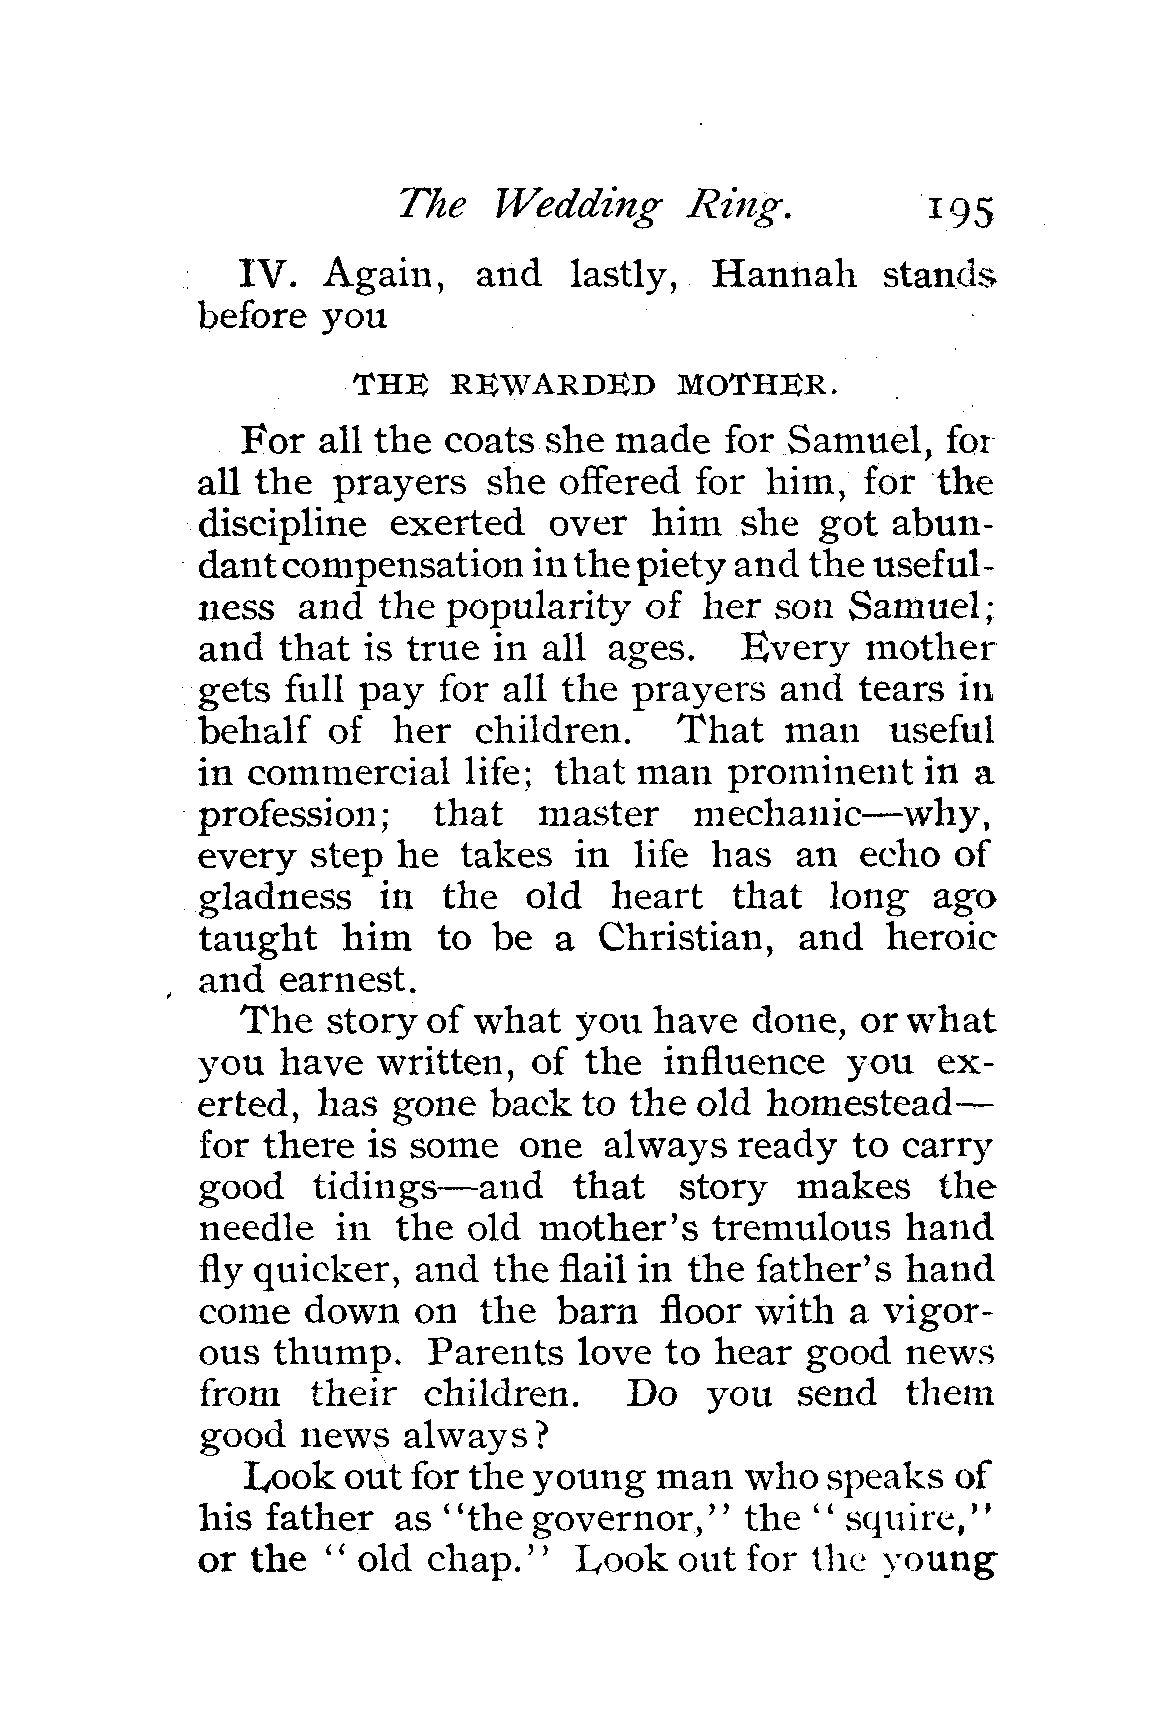 The Wedding Ring. 195
IV. Again, and lastly, Hannah stands
before you
THE REWARDED MOTHER.
For all the coats she made for Samuel, for
all the prayers she offered for him, for the
discipline exerted over him she got abun-
dant compensation in the piety and the useful-
ness and the popularity of her son Samuel;
and that is true in all ages. Every mother
gets full pay for all the prayers and tears in
behalf of her children. That man useful
in commercial life; that man prominent in a
profession; that master mechanic—why,
every step he takes in life has an echo of
gladness in the old heart that long ago
taught him to be a Christian, and heroic
and earnest.
The story of what you have done, or what
you have written, of the influence you ex-
erted, has gone back to the old homestead—
for there is some one always ready to carry
good tidings—and that story makes the
needle in the old mother's tremulous hand
fly quicker, and the flail in the father's hand
come down on the barn floor with a vigor-
ous thump. Parents love to hear good news
from their children. Do you send them
good news always?
Look out for the young man who speaks of
his father as "the governor," the "squire,"
or the "old chap." Look out for the young